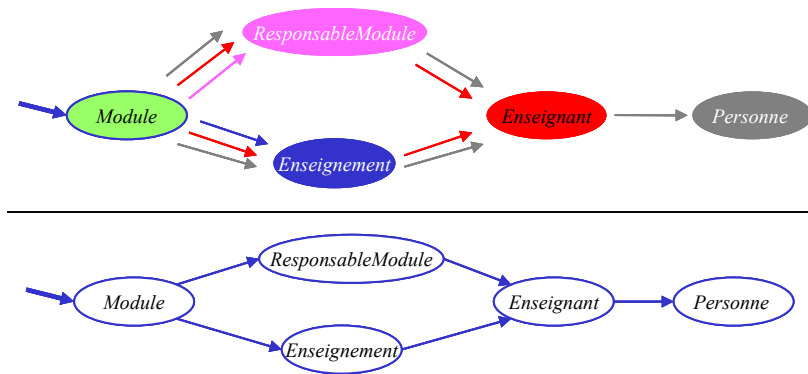 ResponsableModule
Module
Enseignant
Personne
Enseignement
ResponsableModule
Module
Enseignant
Personne
Enseignement